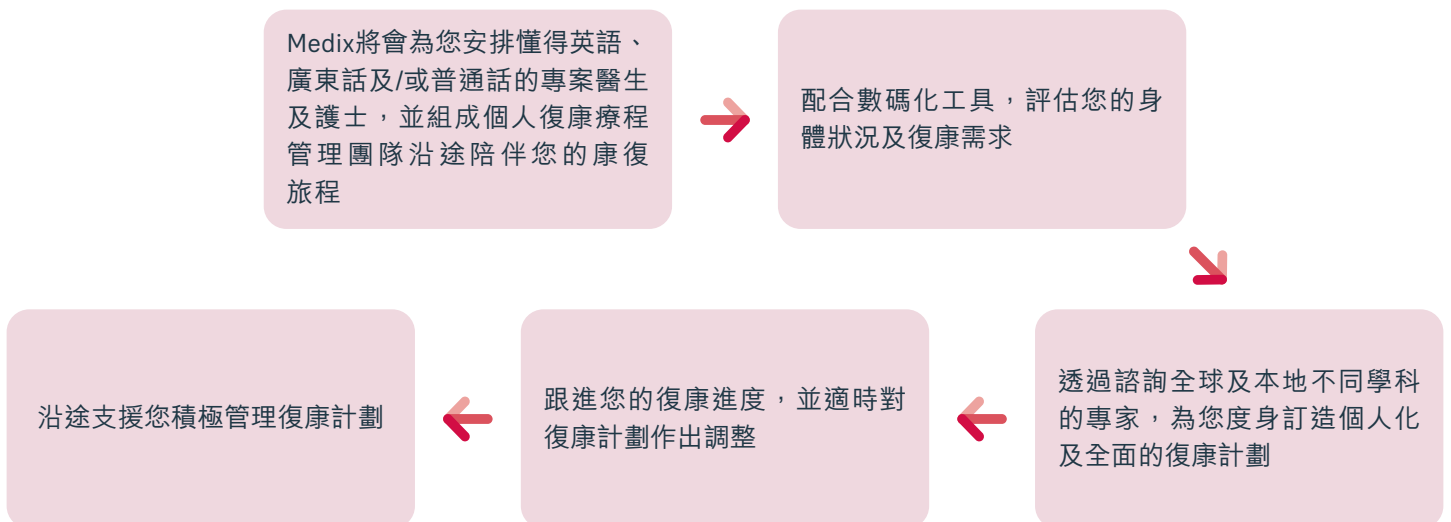 Medix將會為您安排懂得英語、
廣東話及/或普通話的專案醫生
及護士，並組成個人復康療程
管理團隊沿途陪伴您的康復
旅程
配合數碼化工具，評估您的身
體狀況及復康需求
透過諮詢全球及本地不同學科
的專家，為您度身訂造個人化
及全面的復康計劃
跟進您的復康進度，並適時對
復康計劃作出調整
沿途支援您積極管理復康計劃